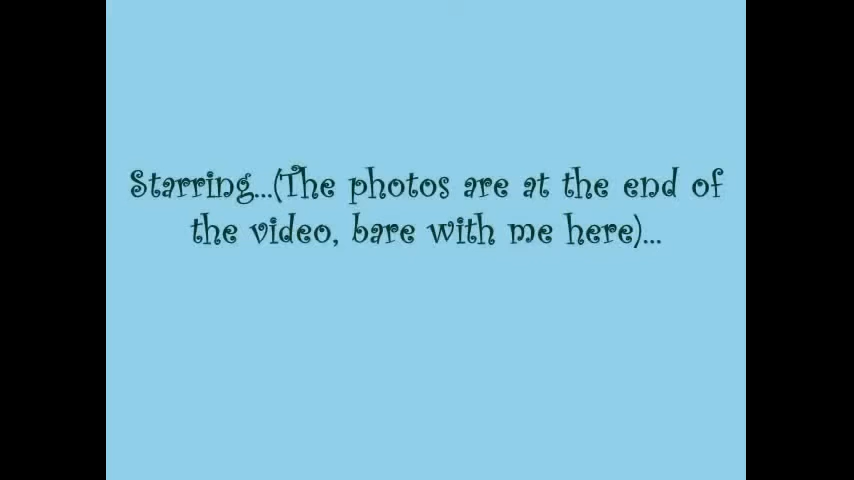 Starring...(The photos are at the end of
the video, bare with me here)...